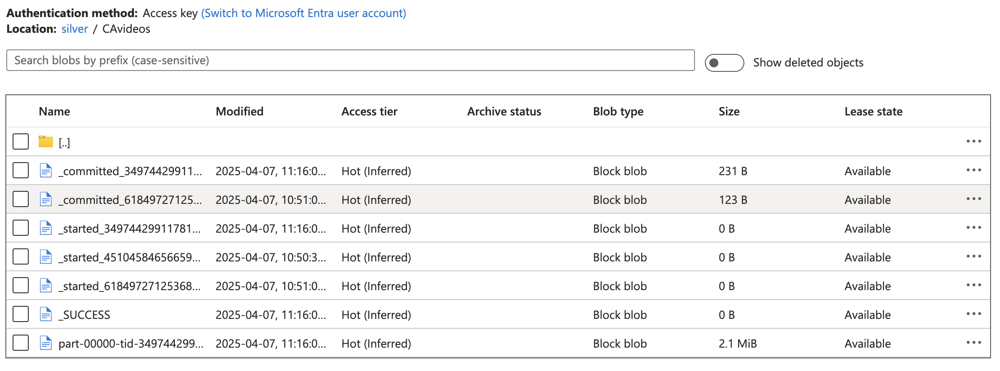 Authentication method: Access key (Switch to Microsoft Entra user account)
Location: silver / CAvideos
Search blobs by prefix (case-sensitive)
Show deleted objects
Name Modified Access tier Archive status Blob type Size Lease state
[..]
_committed_34974429911... 2025-04-07, 11:16:0... Hot (Inferred) Block blob 231 B Available
_committed_61849727125... 2025-04-07, 10:51:0... Hot (Inferred) Block blob 123 B Available
_started_34974429911781... 2025-04-07, 11:16:0... Hot (Inferred) Block blob 0 B Available
_started_45104584656659... 2025-04-07, 10:50:3... Hot (Inferred) Block blob 0 B Available
_started_61849727125368... 2025-04-07, 10:51:0... Hot (Inferred) Block blob 0 B Available
_SUCCESS 2025-04-07, 11:16:0... Hot (Inferred) Block blob 0 B Available
part-00000-tid-349744299... 2025-04-07, 11:16:0... Hot (Inferred) Block blob 2.1 MiB Available